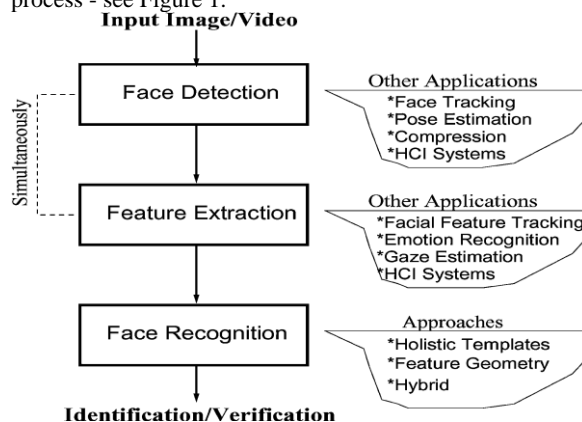 process - see Figure 1.
Input Image/Video
Face Detection
Other Applications
*Face Tracking
*Pose Estimation
*Compression
*HCI Systems
Simultaneously
Feature Extraction
Other Applications
*Facial Feature Tracking
*Emotion Recognition
*Gaze Estimation
*HCI Systems
Face Recognition
Approaches
*Holistic Templates
*Feature Geometry
*Hybrid
Identification/Verification